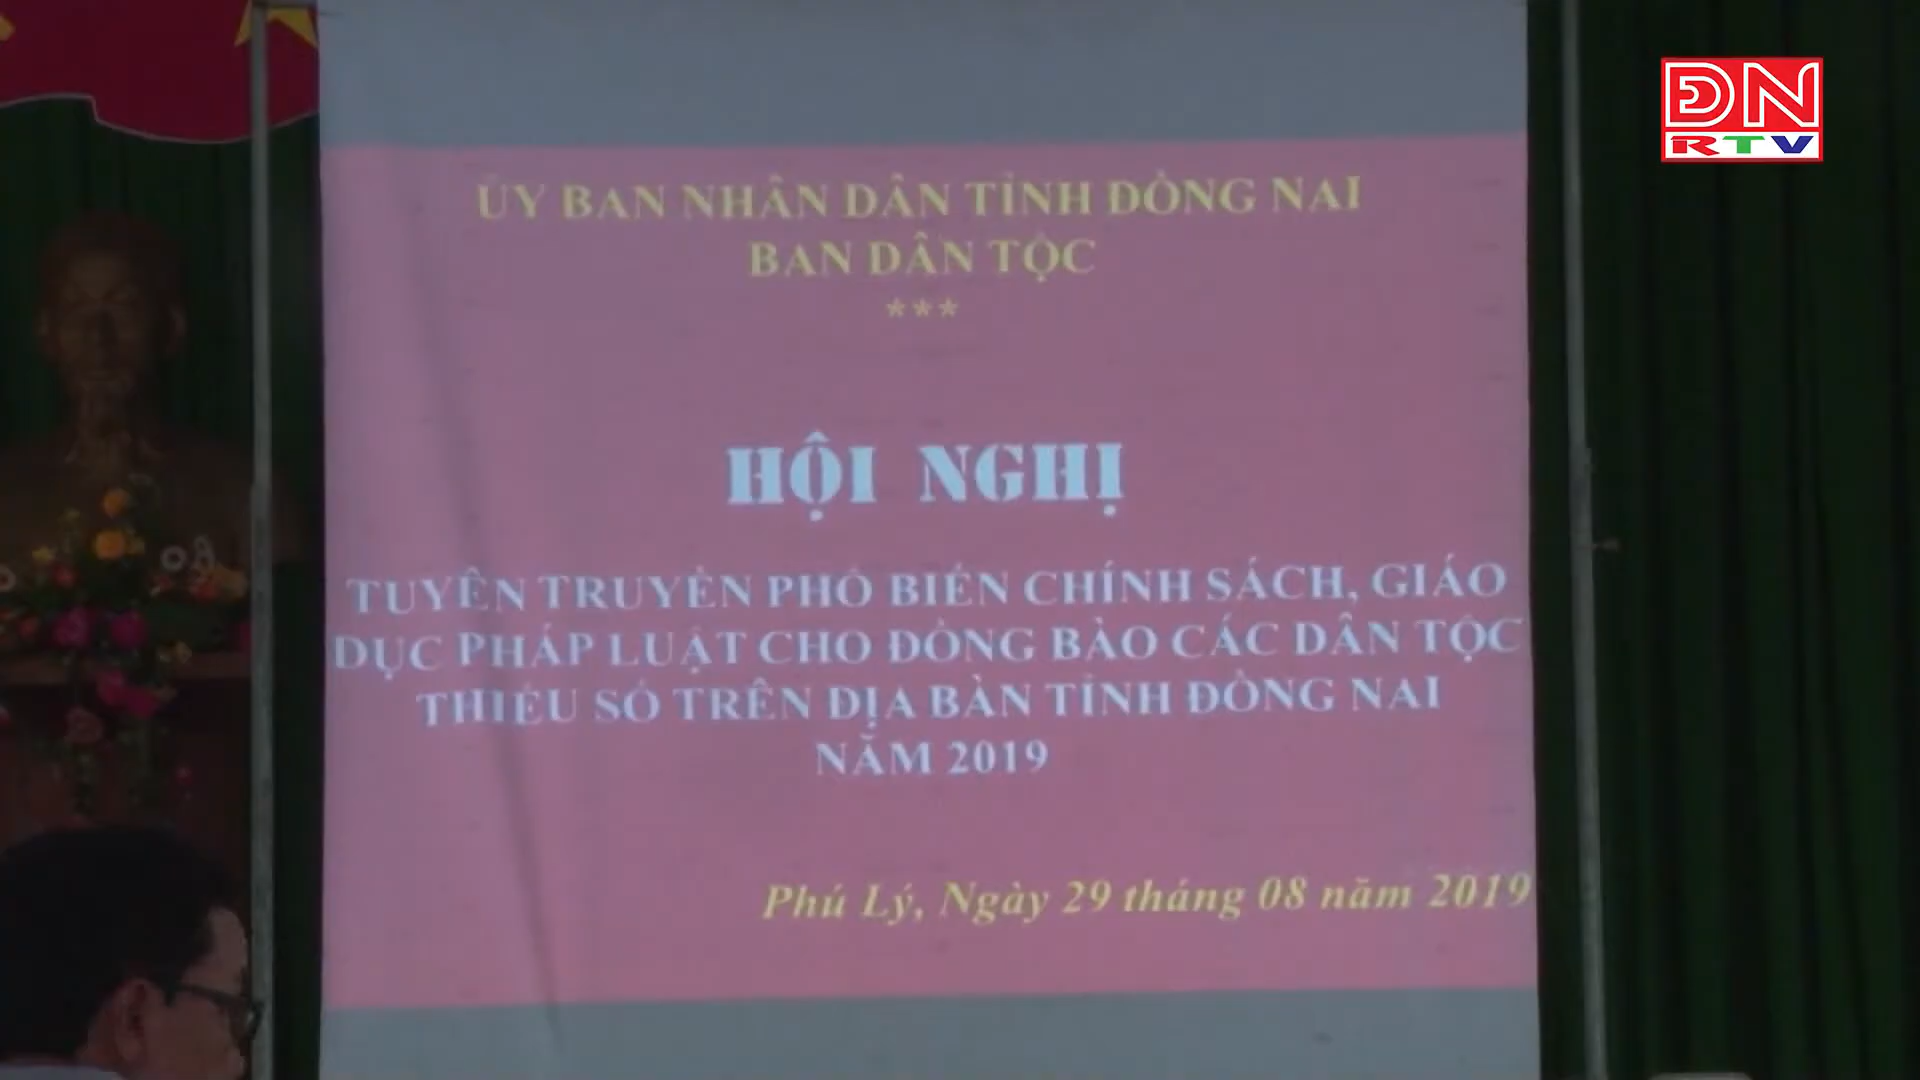 ĐN
RTV
ỦY BAN NHÂN DÂN TỈNH ĐỒNG NAI
BAN DÂN TỘC
***
HỘI NGHỊ
TUYÊN TRUYỀN PHỔ BIẾN CHÍNH SÁCH, GIÁO
DỤC PHÁP LUẬT CHO ĐỒNG BÀO CÁC DÂN TỘC
THIỂU SỐ TRÊN ĐỊA BÀN TỈNH ĐỒNG NAI
NĂM 2019
Phú Lý, Ngày 29 tháng 08 năm 2019